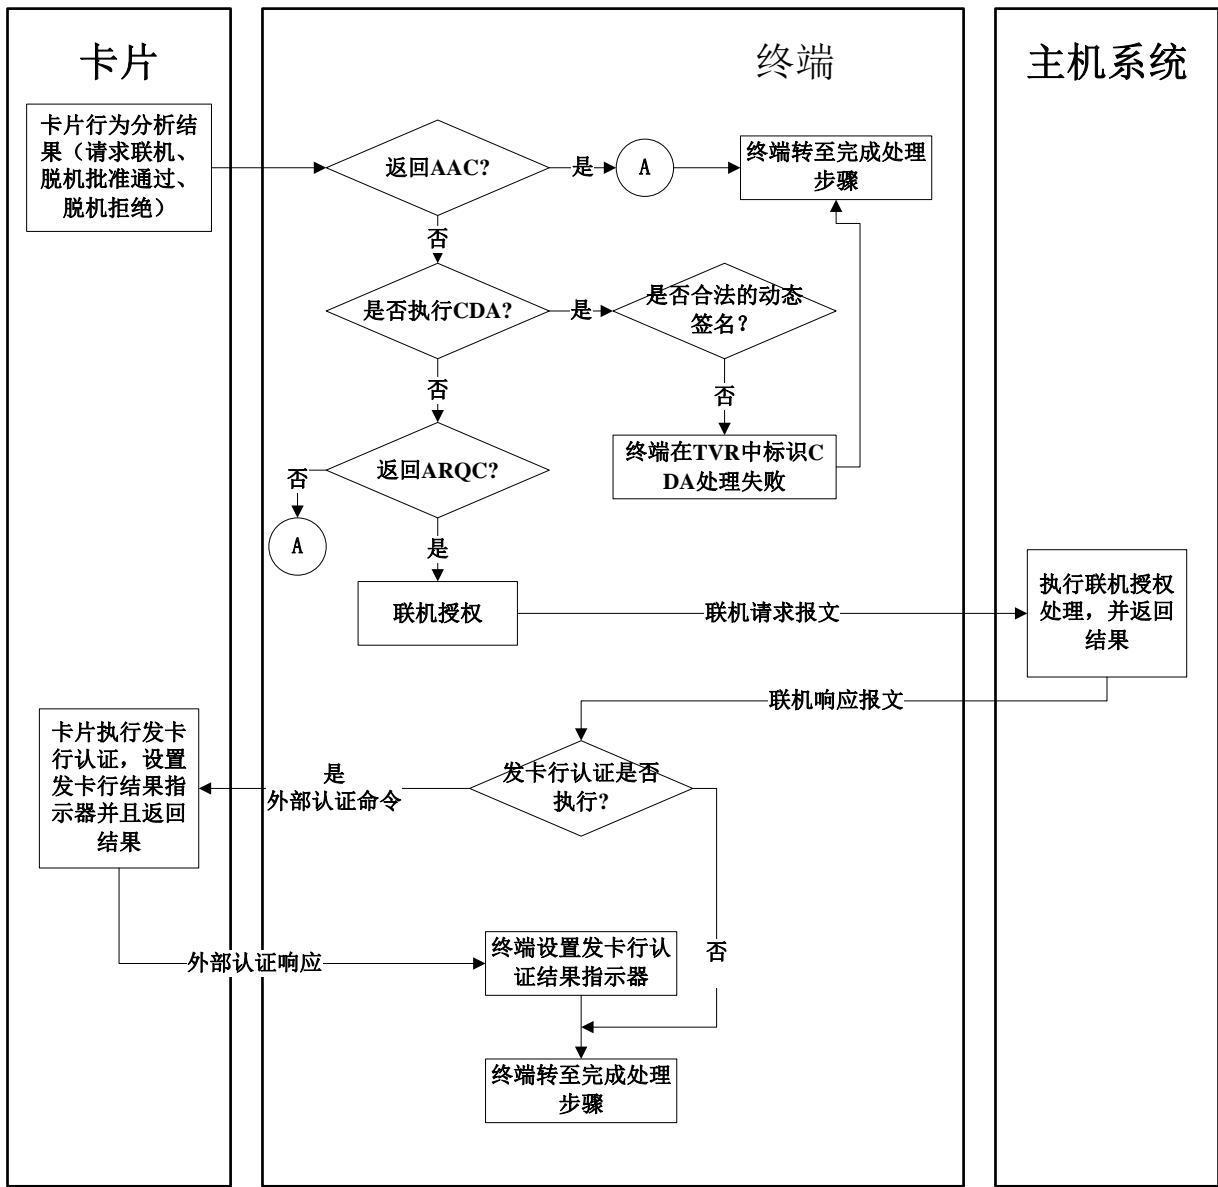 卡片
终端
主机系统
卡片行为分析结
果（请求联机、
脱机批准通过、
脱机拒绝）
返回AAC?
是
A
终端转至完成处理
步骤
否
是否执行CDA?
是
是否合法的动态
签名？
否
否
终端在TVR中标识C
DA处理失败
返回ARQC?
否
A
是
联机授权
联机请求报文
执行联机授权
处理，并返回
结果
联机响应报文
卡片执行发卡
行认证，设置
发卡行结果指
示器并且返回
结果
是
外部认证命令
发卡行认证是否
执行?
外部认证响应
终端设置发卡行认
证结果指示器
否
终端转至完成处理
步骤